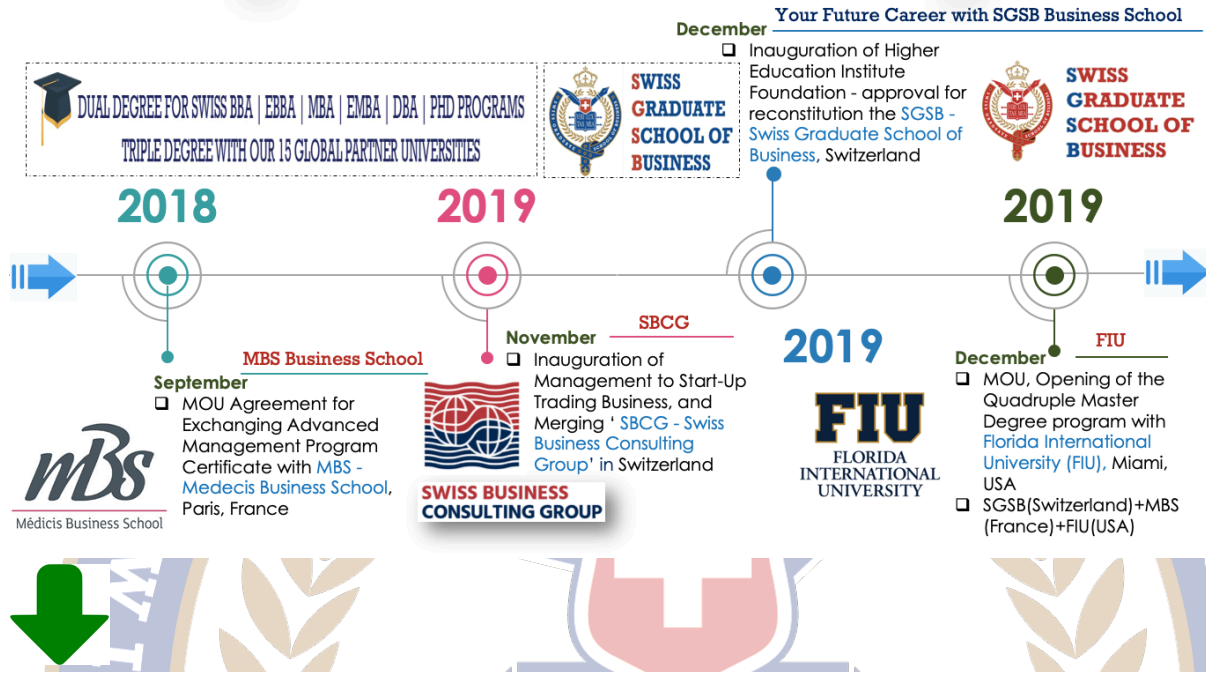 Your Future Career with SGSB Business School
DUAL DEGREE FOR SWISS BBA | EBBA | MBA | EMBA | DBA | PHD PROGRAMS
TRIPLE DEGREE WITH OUR 15 GLOBAL PARTNER UNIVERSITIES
SWISS
GRADUATE
SCHOOL OF
BUSINESS
December
❑ Inauguration of Higher
Education Institute
Foundation - approval for
reconstitution the SGSB -
Swiss Graduate School of
Business, Switzerland
SWISS
GRADUATE
SCHOOL OF
BUSINESS
2018
2019
2019
2019
MBS Business School
September
❑ MOU Agreement for
Exchanging Advanced
Management Program
Certificate with MBS -
Medecis Business School,
Paris, France
mBs
Médicis Business School
SBCG
November
❑ Inauguration of
Management to Start-Up
Trading Business, and
Merging ‘ SBCG - Swiss
Business Consulting
Group’ in Switzerland
SWISS BUSINESS
CONSULTING GROUP
FIU
FLORIDA
INTERNATIONAL
UNIVERSITY
FIU
December
❑ MOU, Opening of the
Quadruple Master
Degree program with
Florida International
University (FIU), Miami,
USA
❑ SGSB(Switzerland)+MBS
(France)+FIU(USA)